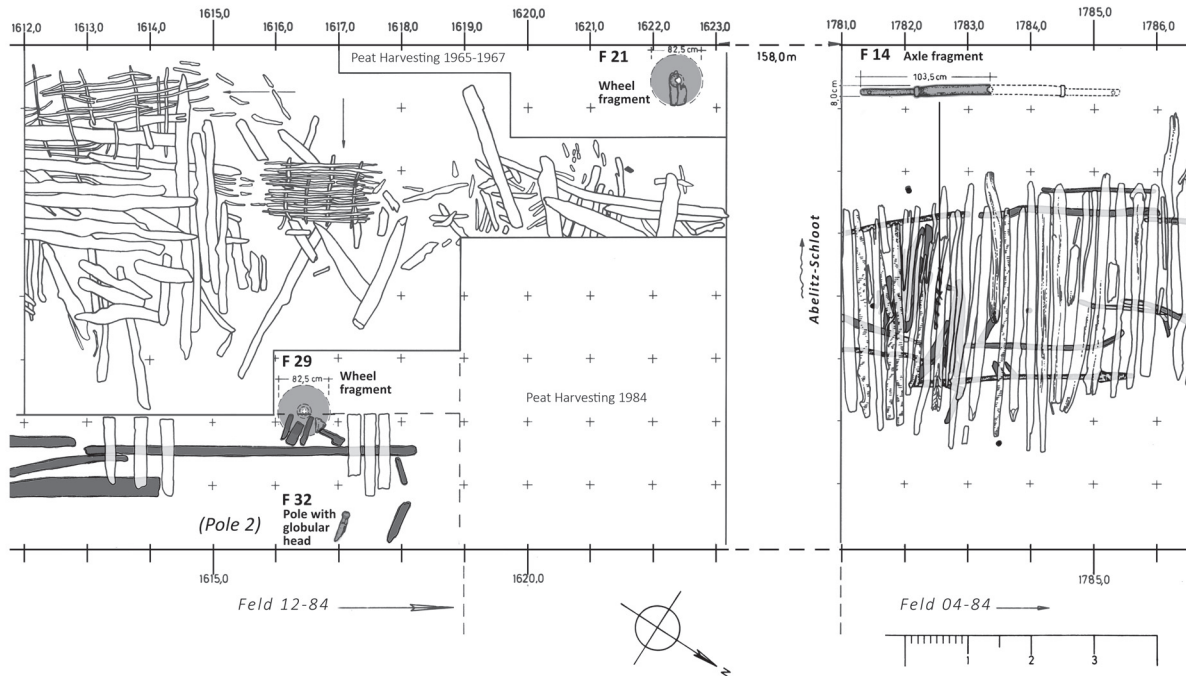 1612,0 1613,0 1614,0 1615,0 1616,0 1617,0 1618,0 1619,0 1620,0 1621,0 1622,0 1623,0
1781,0 1782,0 1783,0 1784,0 1785,0 1786,0
Peat Harvesting 1965-1967
F 21
82,5 cm
Wheel
fragment
158,0 m
F 14 Axle fragment
103,5cm
8,0cm
Abelitz-Schloot
F 29
82,5 cm
Wheel
fragment
Peat Harvesting 1984
(Pole 2)
F 32
Pole with
globular
head
1615,0 1620,0 1785,0
Feld 12-84
Feld 04-84
N
1 2 3